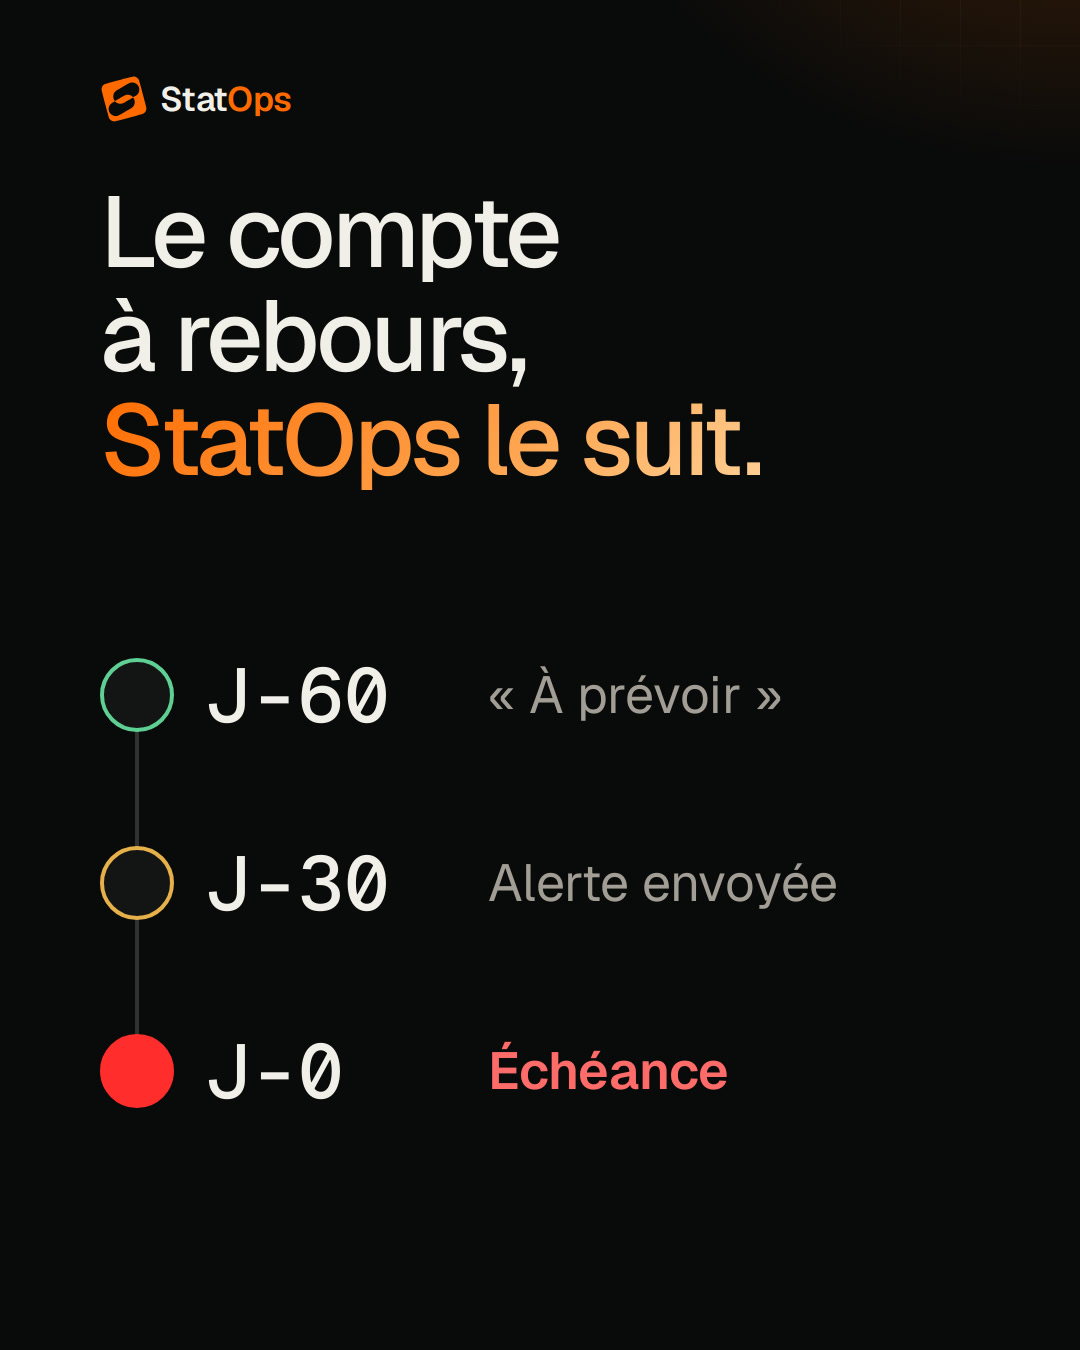 StatOps
Le compte
à rebours,
StatOps le suit.
J-60 « À prévoir »
J-30 Alerte envoyée
J-0 Échéance